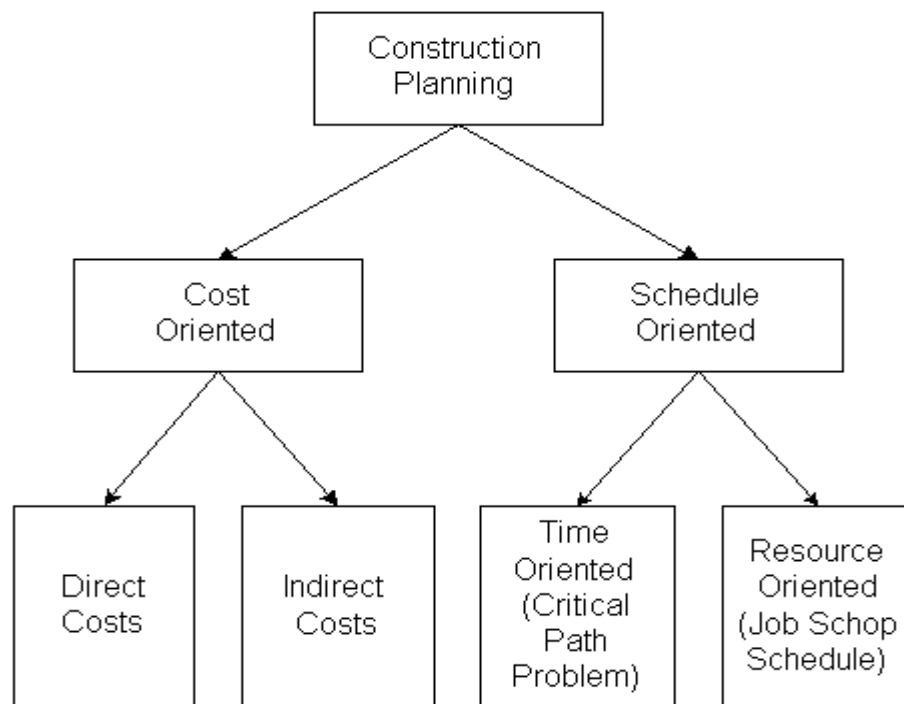 Construction
Planning
Cost
Oriented
Schedule
Oriented
Direct
Costs
Indirect
Costs
Time
Oriented
(Critical
Path
Problem)
Resource
Oriented
(Job Schop
Schedule)